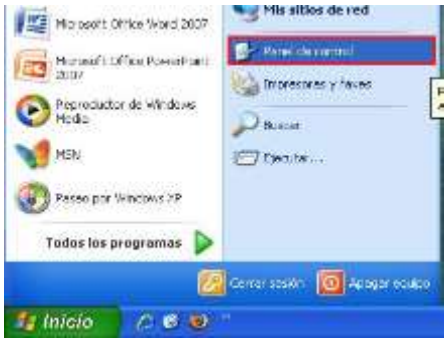 Microsoft Office Word 2007
Microsoft Office PowerPoint
2007
Reproductor de Windows
Media
MSN
Paseo por Windows XP
Todos los programas
Mis sitios de red
Panel de control
Impresoras y faxes
Buscar
Ejecutar...
Cerrar sesión
Apagar equipo
Inicio